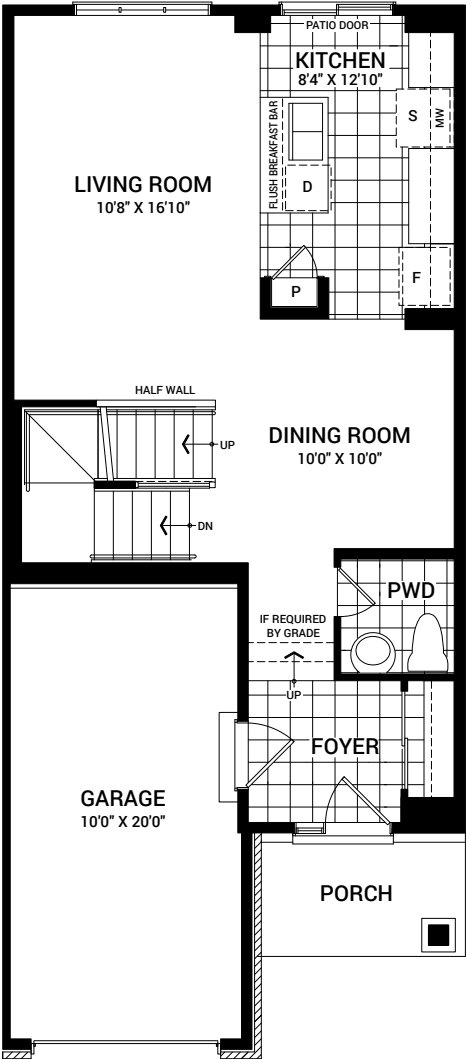 PATIO DOOR
KITCHEN
8'4" X 12'10"
S
MW
FLUSH BREAKFAST BAR
D
LIVING ROOM
10'8" X 16'10"
F
P
HALF WALL
UP
DINING ROOM
10'0" X 10'0"
DN
PWD
IF REQUIRED
BY GRADE
UP
FOYER
GARAGE
10'0" X 20'0"
PORCH